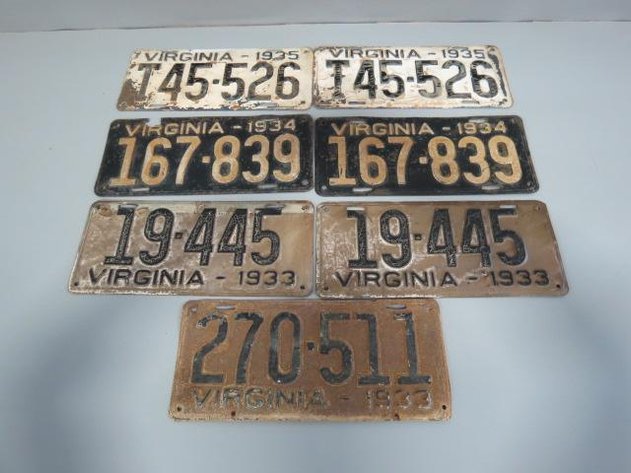 VIRGINIA - 1935
T45·526
VIRGINIA - 1935
T45·526
VIRGINIA - 1934
167·839
VIRGINIA - 1934
167·839
19·445
VIRGINIA - 1933
19·445
VIRGINIA - 1933
270·511
VIRGINIA - 1933